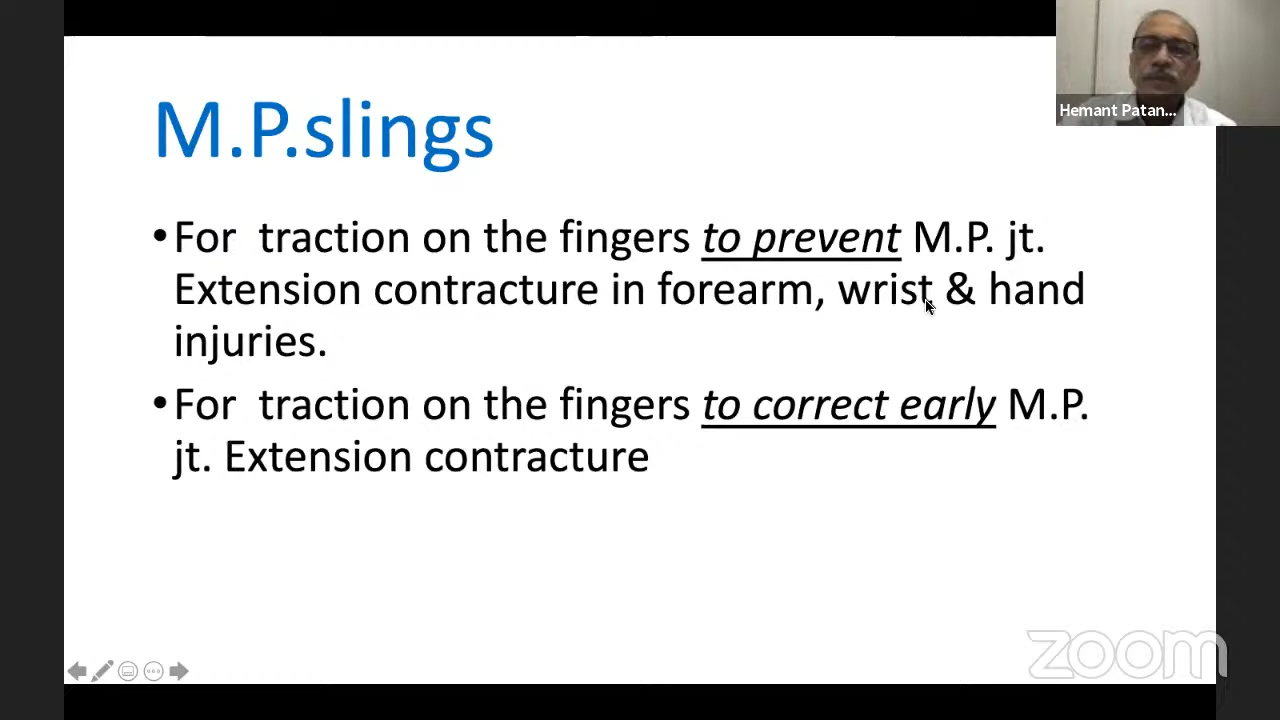 Hemant Patan...
M.P.slings
•For  traction on the fingers to prevent M.P. jt.
Extension contracture in forearm, wrist & hand
injuries.
•For  traction on the fingers to correct early M.P.
jt. Extension contracture
zoom